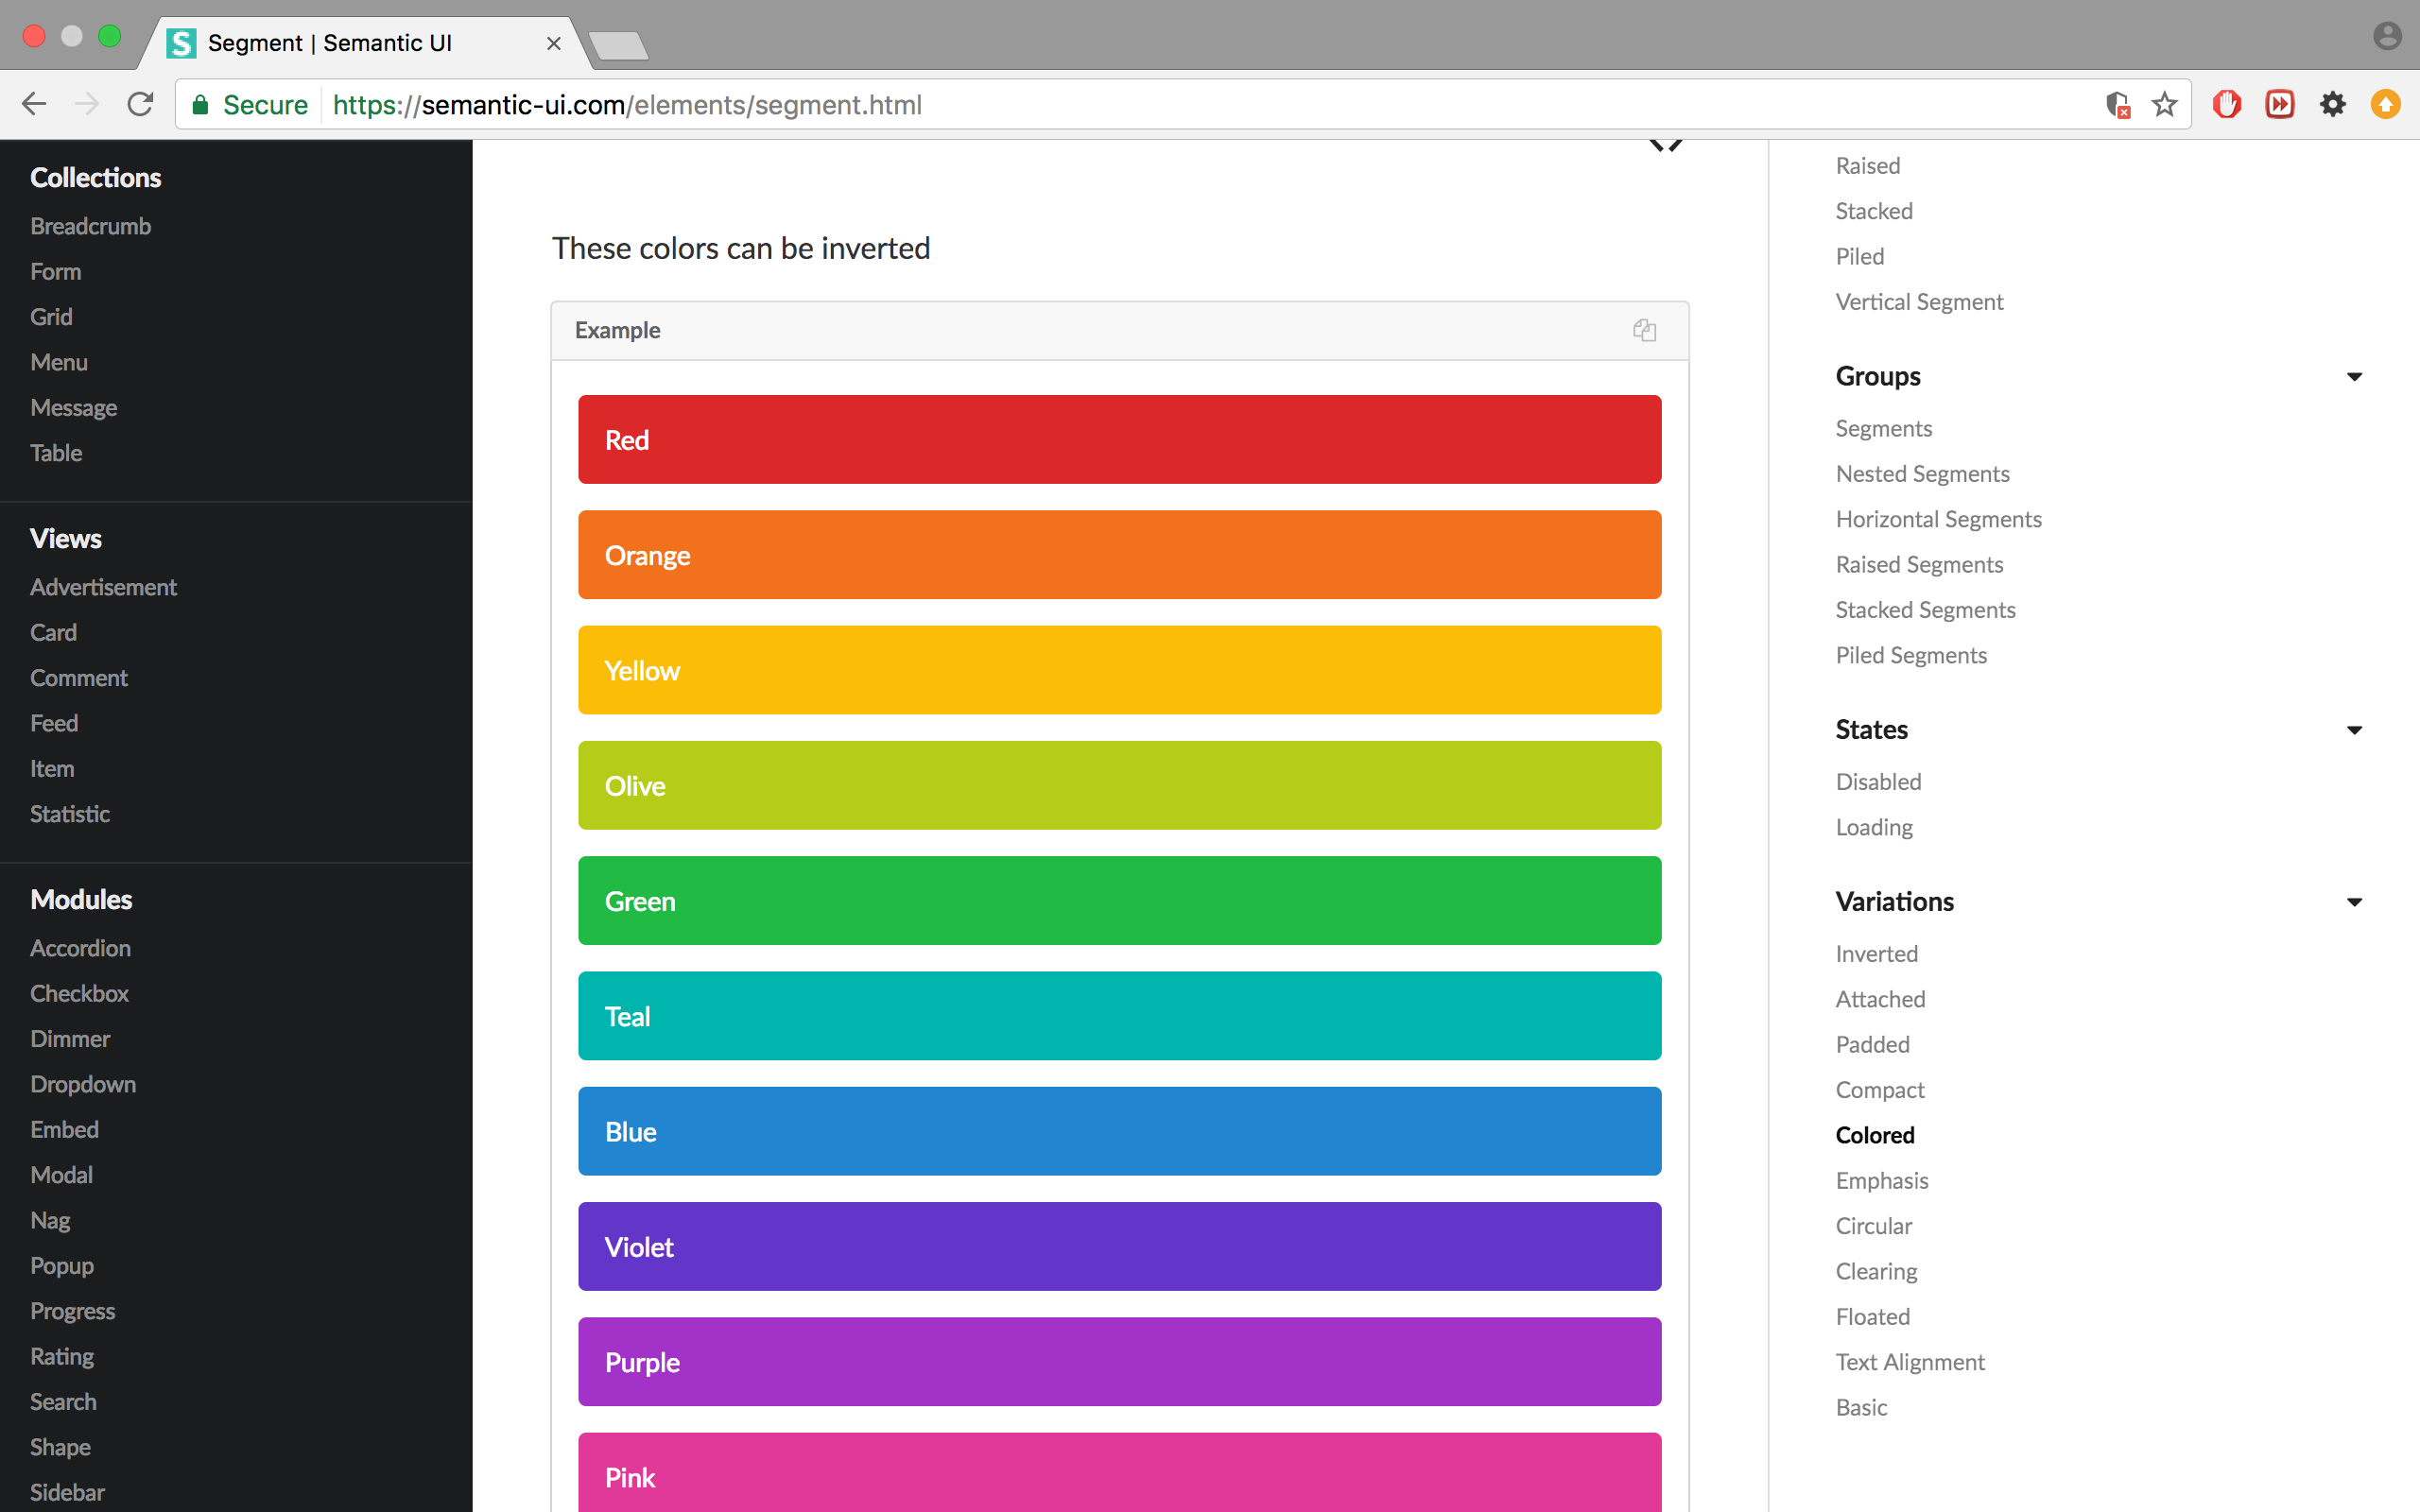 Segment | Semantic UI
Secure https://semantic-ui.com/elements/segment.html
Collections
Breadcrumb
Form
Grid
Menu
Message
Table
Views
Advertisement
Card
Comment
Feed
Item
Statistic
Modules
Accordion
Checkbox
Dimmer
Dropdown
Embed
Modal
Nag
Popup
Progress
Rating
Search
Shape
Sidebar
These colors can be inverted
Example
Red
Orange
Yellow
Olive
Green
Teal
Blue
Violet
Purple
Pink
Raised
Stacked
Piled
Vertical Segment
Groups
Segments
Nested Segments
Horizontal Segments
Raised Segments
Stacked Segments
Piled Segments
States
Disabled
Loading
Variations
Inverted
Attached
Padded
Compact
Colored
Emphasis
Circular
Clearing
Floated
Text Alignment
Basic